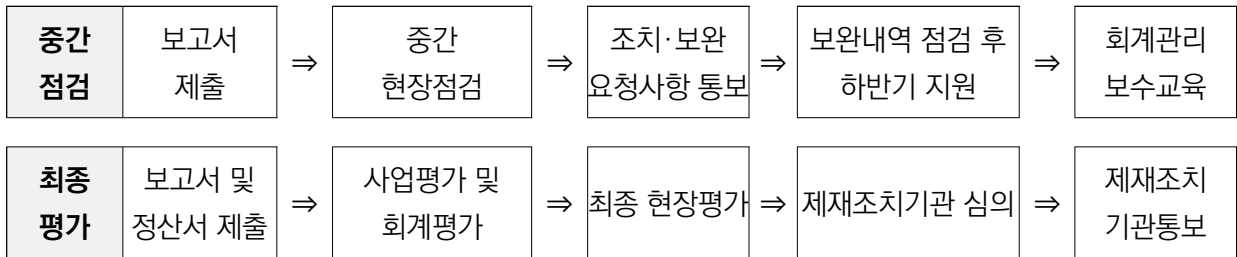 중간
점검
보고서
제출
⇒
중간
현장점검
⇒
조치·보완
요청사항 통보
⇒
보완내역 점검 후
하반기 지원
⇒
회계관리
보수교육
최종
평가
보고서 및
정산서 제출
⇒
사업평가 및
회계평가
⇒
최종 현장평가
⇒
제재조치기관 심의
⇒
제재조치
기관통보